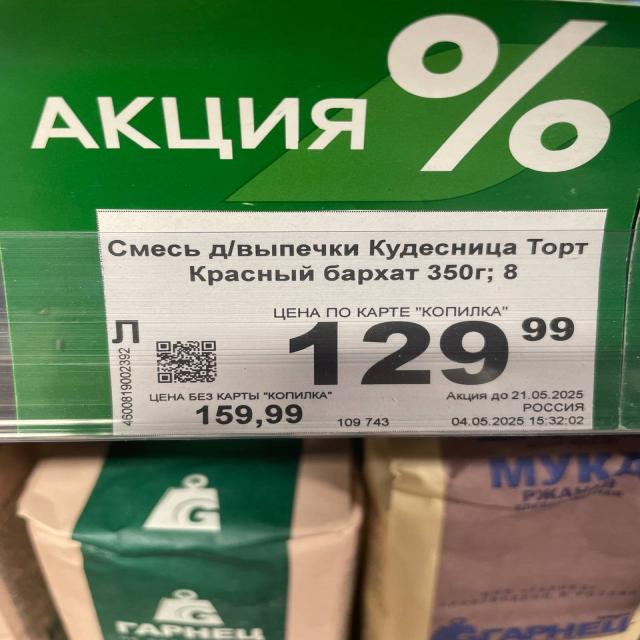 АКЦИЯ %
Смесь д/выпечки Кудесница Торт
Красный бархат 350г; 8
ЦЕНА ПО КАРТЕ "КОПИЛКА"
129 99
Л
4600819002392
ЦЕНА БЕЗ КАРТЫ "КОПИЛКА"
159,99
109 743
Акция до 21.05.2025
РОССИЯ
04.05.2025 15:32:02
МУКА
РЖАНАЯ
G
ГАРНЕЦ
ГАРНЕЦ